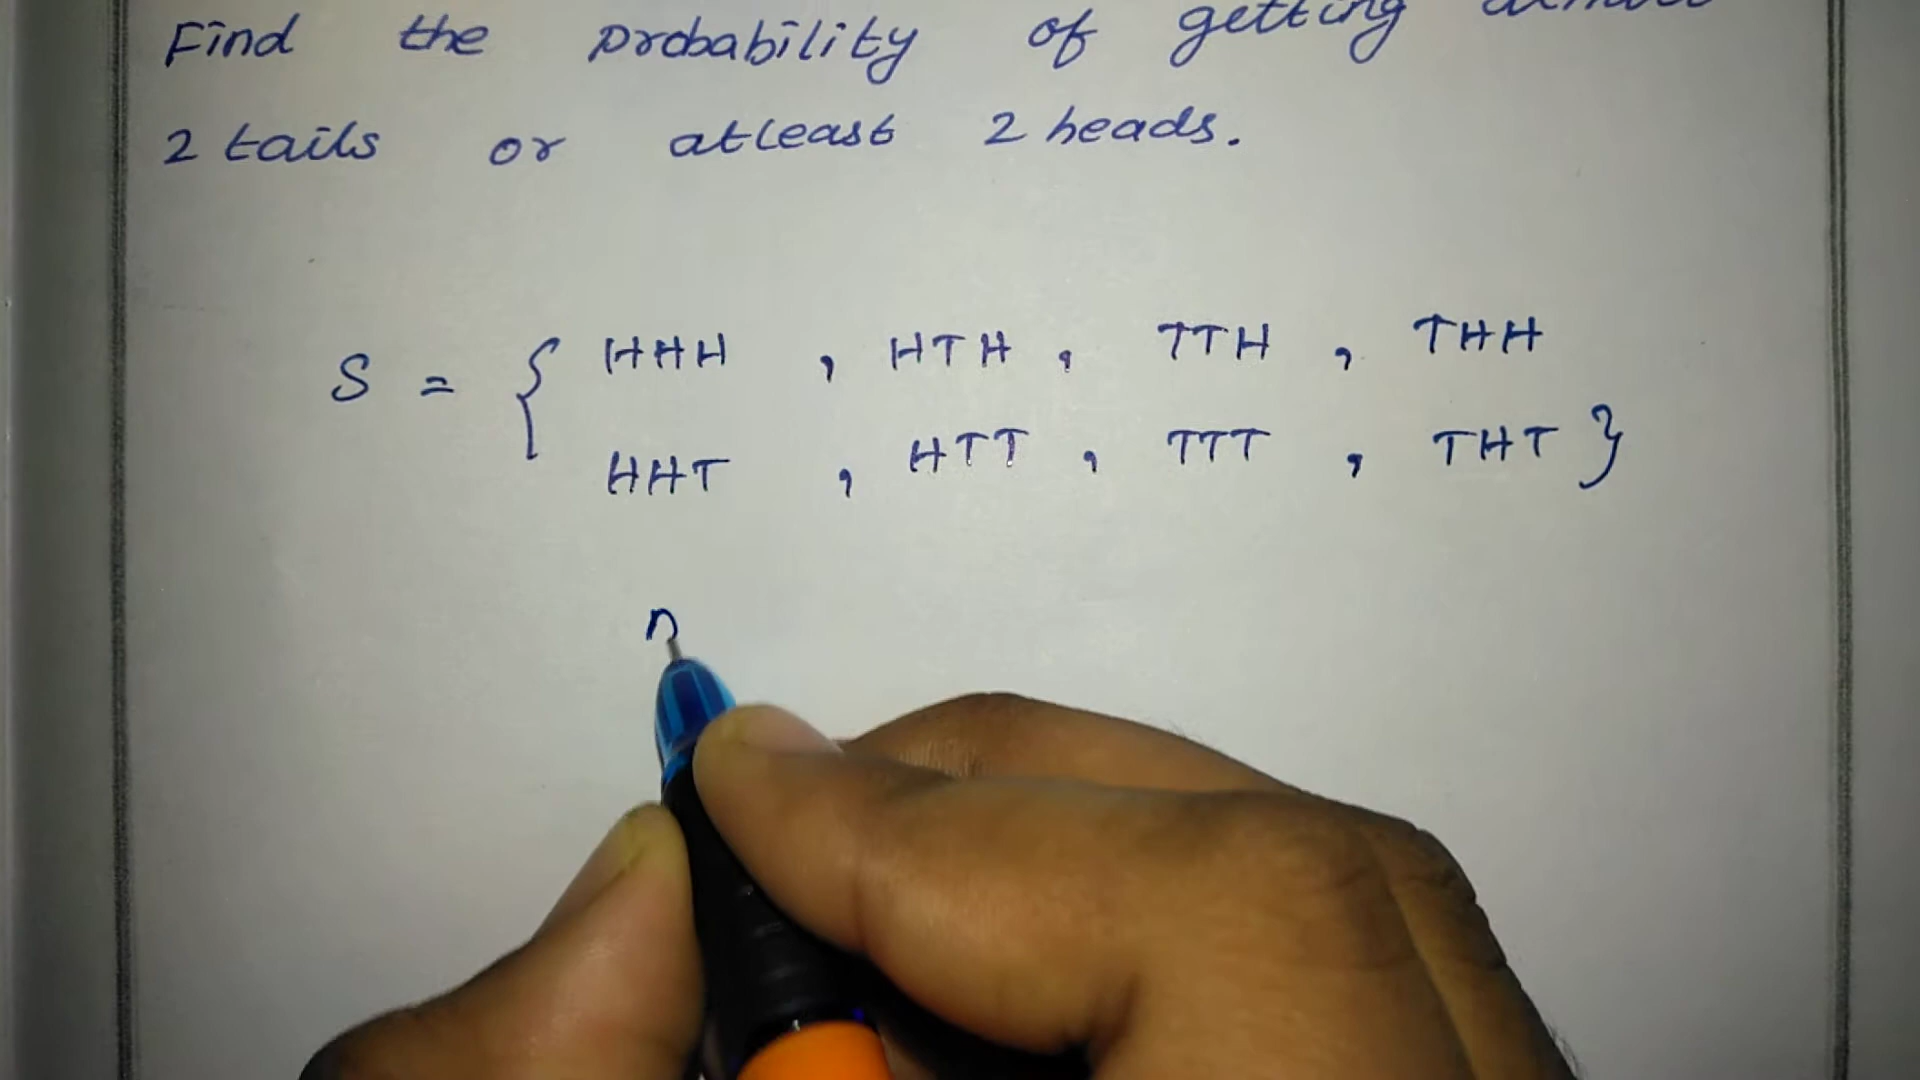 Find the probability of getting
2 tails or atleast 2 heads.
S = { HHH , HTH , TTH , THH
HHT , HTT , TTT , THT }
n